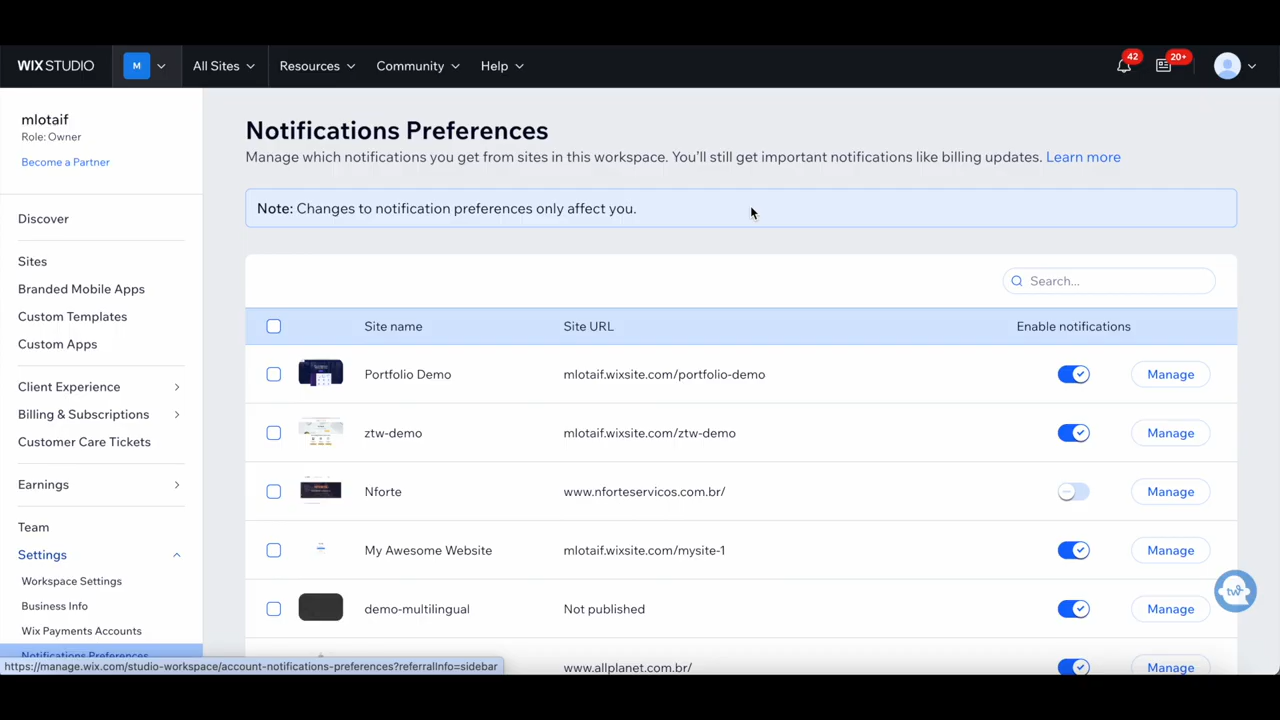 WIX STUDIO
M
All Sites
Resources
Community
Help
42
20+
mlotaif
Role: Owner
Become a Partner
Discover
Sites
Branded Mobile Apps
Custom Templates
Custom Apps
Client Experience
Billing & Subscriptions
Customer Care Tickets
Earnings
Team
Settings
Workspace Settings
Business Info
Wix Payments Accounts
Notifications Preferences
https://manage.wix.com/studio-workspace/account-notifications-preferences?referralInfo=sidebar
Notifications Preferences
Manage which notifications you get from sites in this workspace. You’ll still get important notifications like billing updates. Learn more
Note: Changes to notification preferences only affect you.
Search...
Site name Site URL Enable notifications
Portfolio Demo mlotaif.wixsite.com/portfolio-demo Manage
ztw-demo mlotaif.wixsite.com/ztw-demo Manage
Nforte www.nforteservicos.com.br/ Manage
My Awesome Website mlotaif.wixsite.com/mysite-1 Manage
demo-multilingual Not published Manage
www.allplanet.com.br/ Manage
tw